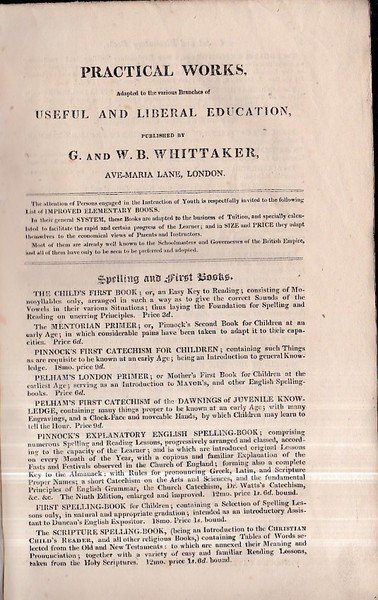 PRACTICAL WORKS,
Adapted to the various Branches of
USEFUL AND LIBERAL EDUCATION,
PUBLISHED BY
G. AND W. B. WHITTAKER,
AVE-MARIA LANE, LONDON.
The attention of Persons engaged in the Instruction of Youth is respectfully invited to the following
List of IMPROVED ELEMENTARY BOOKS.
In their general SYSTEM, these Books are adapted to the business of Tuition, and specially calcu-
lated to facilitate the rapid and certain progress of the Learner; and in SIZE and PRICE they adapt
themselves to the economical views of Parents and Instructors.
Most of them are already well known to the Schoolmasters and Governesses of the British Empire,
and all of them have only to be seen to be preferred and adopted.
Spelling and First Books.
THE CHILD'S FIRST BOOK; or, an Easy Key to Reading; consisting of Mo-
nosyllables only, arranged in such a way as to give the correct Sounds of the
Vowels in their various Situations; thus laying the Foundation for Spelling and
Reading on unerring Principles. Price 3d.
The MENTORIAN PRIMER; or, Pinnock's Second Book for Children at an
early Age; in which considerable pains have been taken to adapt it to their capa-
cities. Price 6d.
PINNOCK'S FIRST CATECHISM FOR CHILDREN; containing such Things
as are requisite to be known at an early Age; being an Introduction to general Know-
ledge. 18mo. price 9d.
PELHAM'S LONDON PRIMER; or Mother's First Book for Children at the
earliest Age; serving as an Introduction to MAVOR'S, and other English Spelling-
books. Price 6d.
PELHAM'S FIRST CATECHISM of the DAWNINGS OF JUVENILE KNOW-
LEDGE, containing many things proper to be known at an early Age; with many
Engravings, and a Clock-Face and moveable Hands, by which Children may learn to
tell the Hour. Price 9d.
PINNOCK'S EXPLANATORY ENGLISH SPELLING-BOOK; comprising
numerous Spelling and Reading Lessons, progressively arranged and classed, accord-
ing to the capacity of the Learner; and in which are introduced original Lessons
on every Month of the Year, with a copious and familiar Explanation of the
Fasts and Festivals observed in the Church of England; forming also a complete
Key to the Almanack; with Rules for pronouncing Greek, Latin, and Scripture
Proper Names; a short Catechism on the Arts and Sciences, and the fundamental
Principles of English Grammar, the Church Catechism, Dr. Watts's Catechism,
&c. &c. The Ninth Edition, enlarged and improved. 12mo. price 1s. 6d. bound.
FIRST SPELLING-BOOK for Children; containing a Selection of Spelling Les-
sons only, in natural and appropriate gradation; intended as an introductory Assis-
tant to Duncan's English Expositor. 18mo. Price 1s. bound.
The SCRIPTURE SPELLING-BOOK, (being an Introduction to the CHRISTIAN
CHILD'S READER, and all other religious Books,) containing Tables of Words se-
lected from the Old and New Testaments: to which are annexed their Meaning and
Pronunciation; together with a variety of easy and familiar Reading Lessons,
taken from the Holy Scriptures. 12mo. price 1s. 6d. bound.